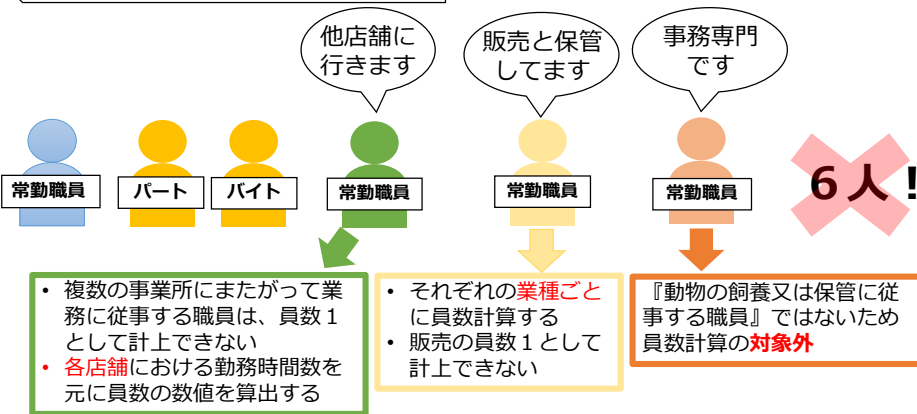 他店舗に
行きます
販売と保管
してます
事務専門
です
常勤職員
パート
バイト
常勤職員
常勤職員
常勤職員
６人！
• 複数の事業所にまたがって業
務に従事する職員は、員数１
として計上できない
• 各店舗における勤務時間数を
元に員数の数値を算出する
• それぞれの業種ごと
に員数計算する
• 販売の員数１として
計上できない
『動物の飼養又は保管に従
事する職員』ではないため
員数計算の対象外